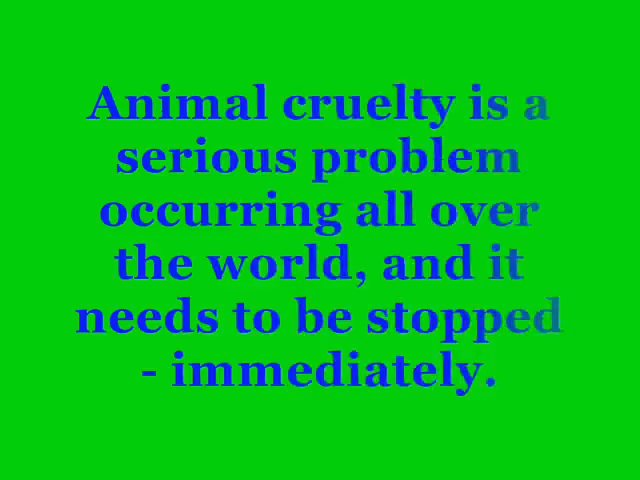 Animal cruelty is a
serious problem
occurring all over
the world, and it
needs to be stopped
- immediately.